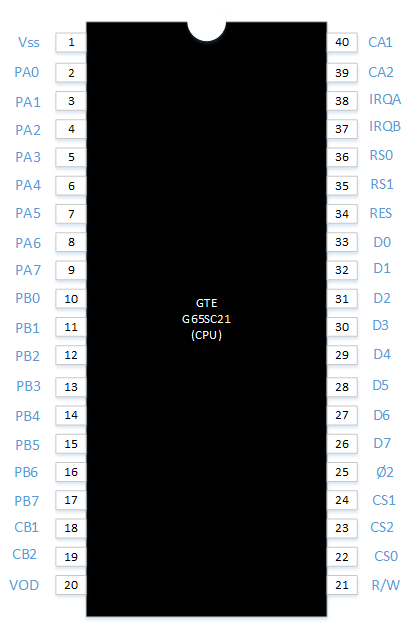 Vss 1 40 CA1
PA0 2 39 CA2
PA1 3 38 IRQA
PA2 4 37 IRQB
PA3 5 36 RS0
PA4 6 35 RS1
PA5 7 34 RES
PA6 8 33 D0
PA7 9 32 D1
PB0 10 31 D2
GTE
G65SC21
(CPU)
PB1 11 30 D3
PB2 12 29 D4
PB3 13 28 D5
PB4 14 27 D6
PB5 15 26 D7
PB6 16 25 Ø2
PB7 17 24 CS1
CB1 18 23 CS2
CB2 19 22 CS0
VOD 20 21 R/W